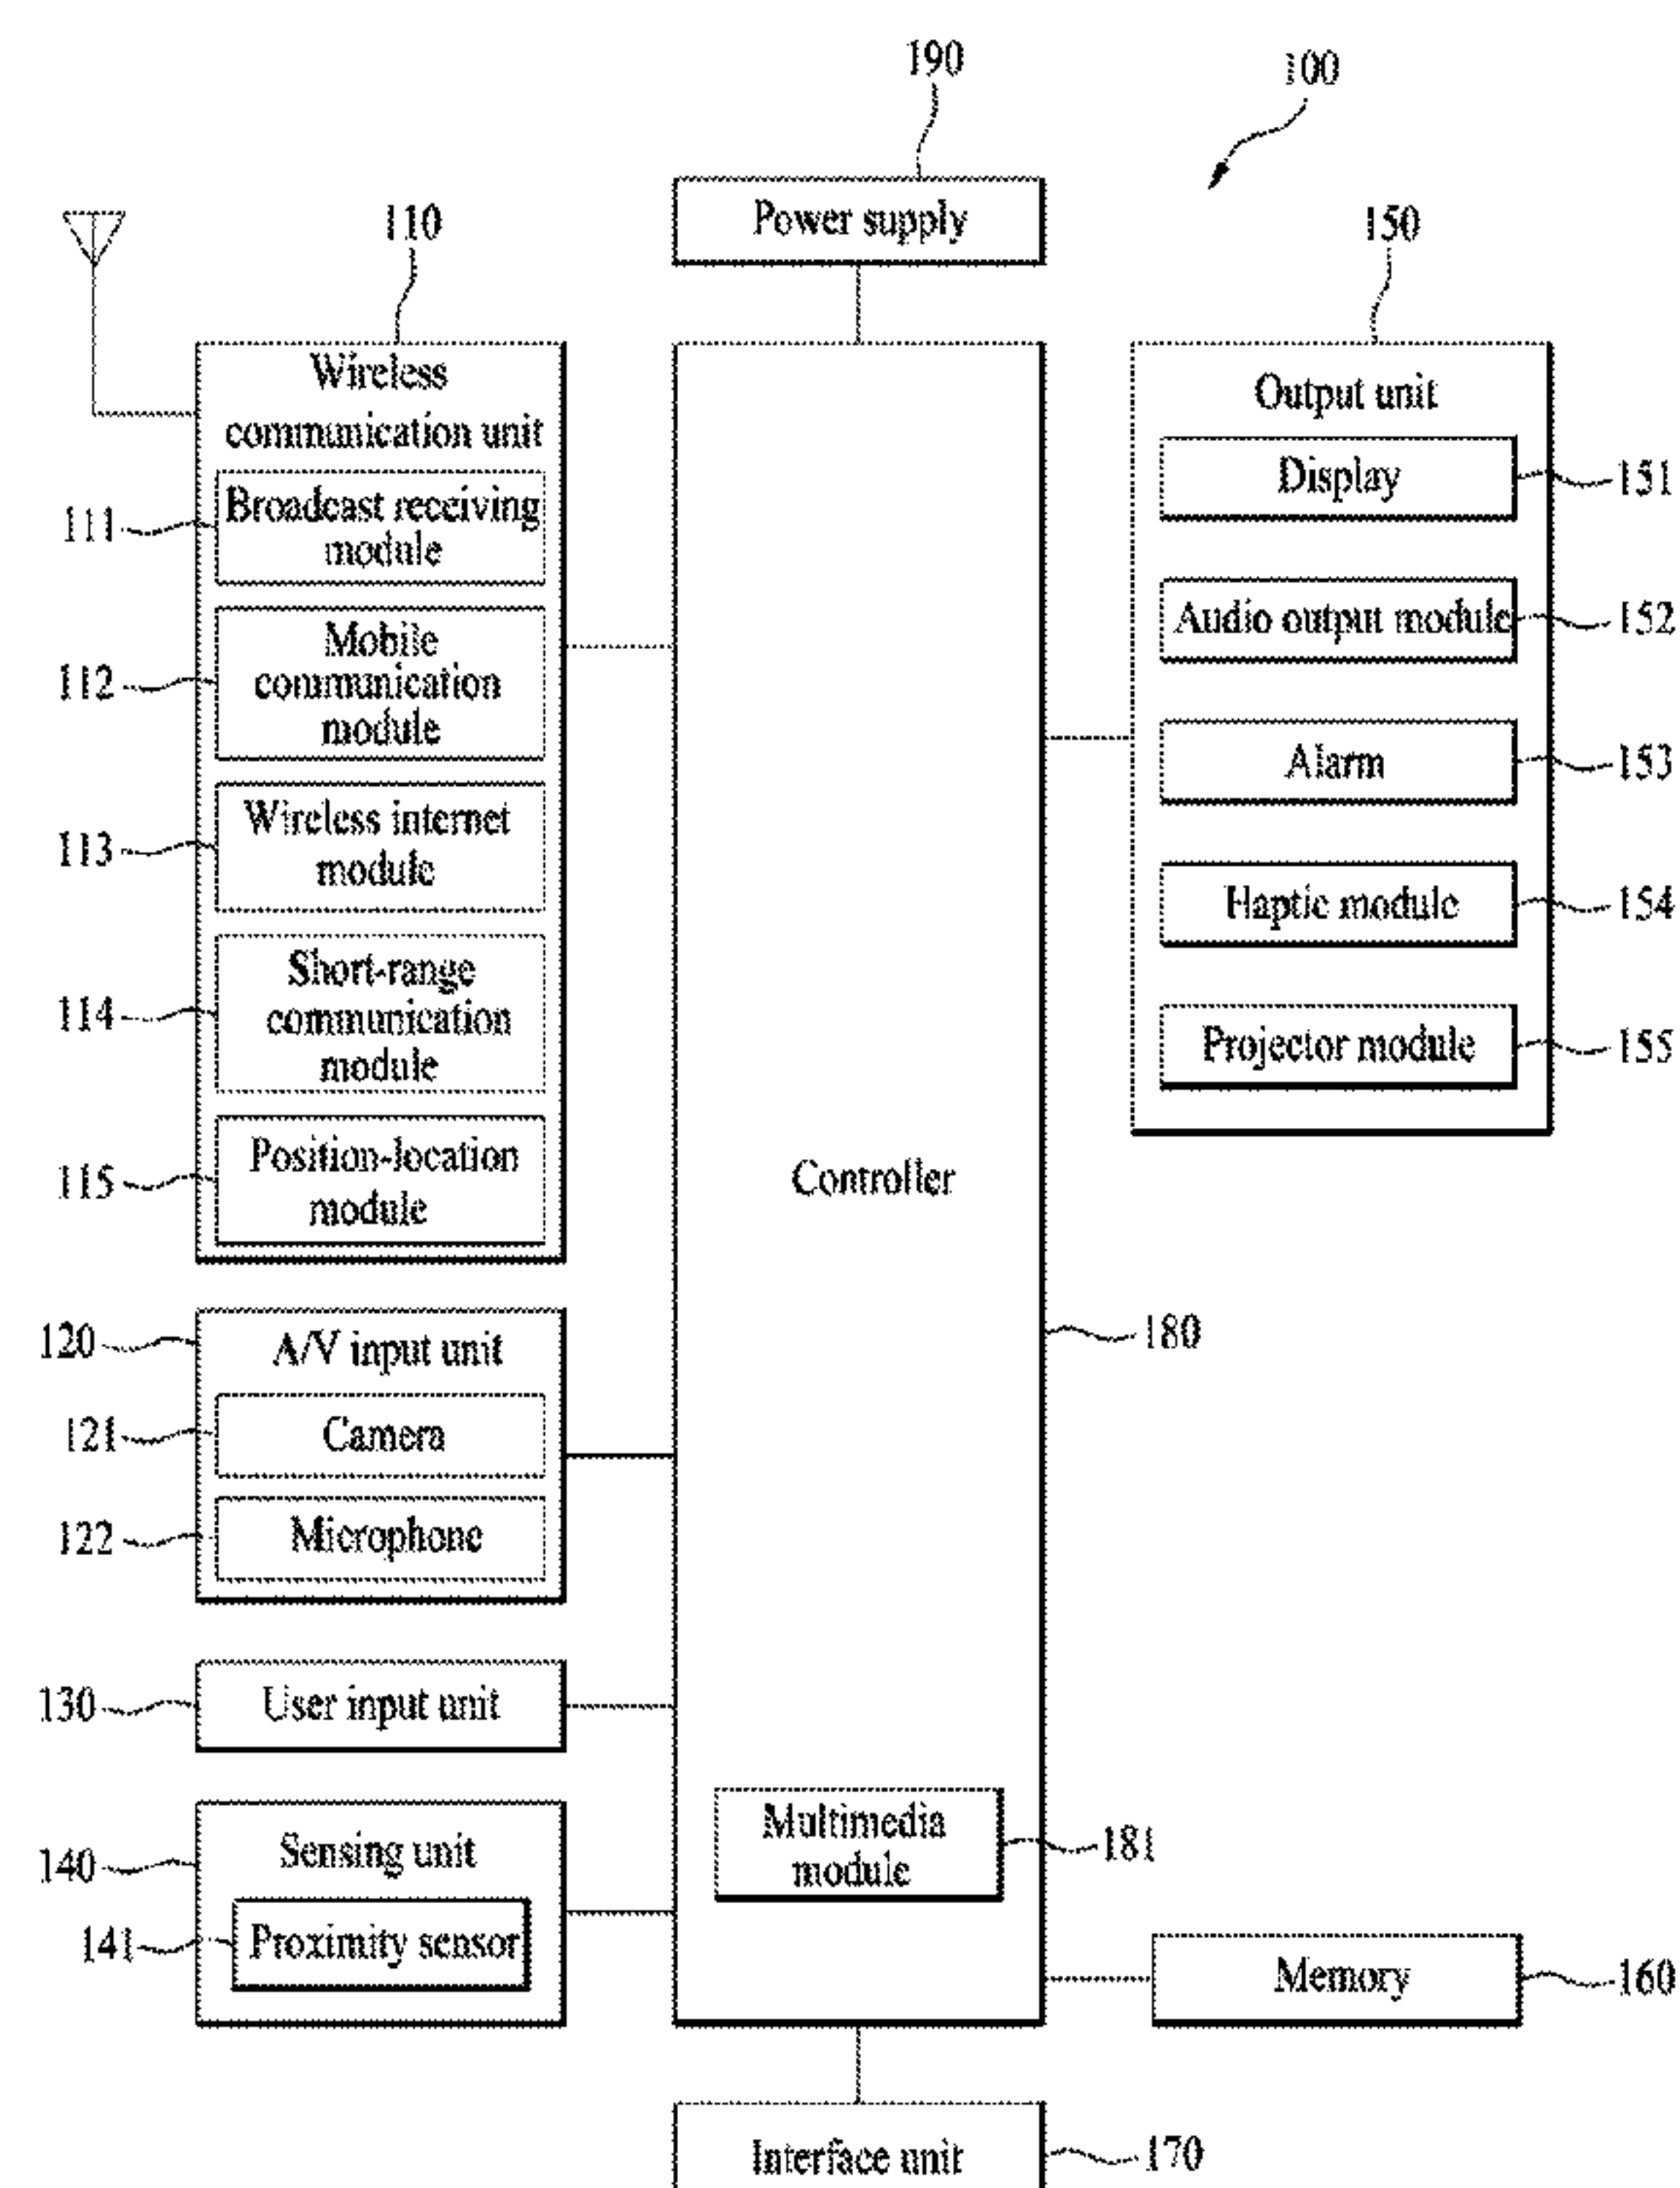 190
100
Power supply
110
150
Wireless
communication unit
Output unit
111
Broadcast receiving
module
Display
151
112
Mobile
communication
module
Audio output module
152
113
Wireless internet
module
Alarm
153
114
Short-range
communication
module
Haptic module
154
115
Position-location
module
Projector module
155
Controller
180
120
A/V input unit
121
Camera
122
Microphone
130
User input unit
140
Sensing unit
141
Proximity sensor
Multimedia
module
181
Memory
160
Interface unit
170